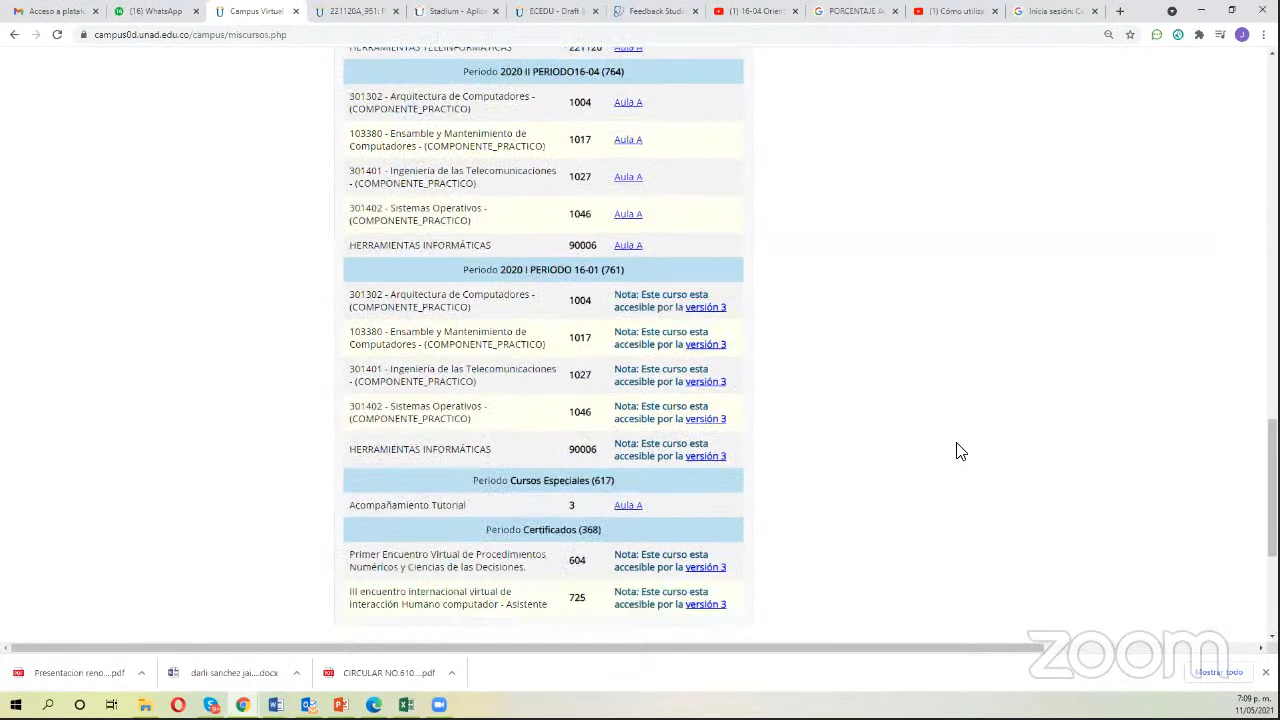 Acceso a platafo
(16) WhatsApp
Campus Virtual
221120A_951: F
Stadium - Aplica
ECEDU - Draft B
Feedback Studi
(1) 16-04 Orien
PORCENTAJE A
(1) Cómo utiliza
Inicia sesión: Cu
campus0d.unad.edu.co/campus/miscursos.php
HERRAMIENTAS TELEINFORMÁTICAS 221120 Aula A
Periodo 2020 II PERIODO16-04 (764)
301302 - Arquitectura de Computadores -
(COMPONENTE_PRACTICO)
1004 Aula A
103380 - Ensamble y Mantenimiento de
Computadores - (COMPONENTE_PRACTICO)
1017 Aula A
301401 - Ingeniería de las Telecomunicaciones
- (COMPONENTE_PRACTICO)
1027 Aula A
301402 - Sistemas Operativos -
(COMPONENTE_PRACTICO)
1046 Aula A
HERRAMIENTAS INFORMÁTICAS 90006 Aula A
Periodo 2020 I PERIODO 16-01 (761)
301302 - Arquitectura de Computadores -
(COMPONENTE_PRACTICO)
1004
Nota: Este curso esta
accesible por la versión 3
103380 - Ensamble y Mantenimiento de
Computadores - (COMPONENTE_PRACTICO)
1017
Nota: Este curso esta
accesible por la versión 3
301401 - Ingeniería de las Telecomunicaciones
- (COMPONENTE_PRACTICO)
1027
Nota: Este curso esta
accesible por la versión 3
301402 - Sistemas Operativos -
(COMPONENTE_PRACTICO)
1046
Nota: Este curso esta
accesible por la versión 3
HERRAMIENTAS INFORMÁTICAS
90006
Nota: Este curso esta
accesible por la versión 3
Periodo Cursos Especiales (617)
Acompañamiento Tutorial 3 Aula A
Periodo Certificados (368)
Primer Encuentro Virtual de Procedimientos
Numéricos y Ciencias de las Decisiones.
604
Nota: Este curso esta
accesible por la versión 3
III encuentro internacional virtual de
interacción Humano computador - Asistente
725
Nota: Este curso esta
accesible por la versión 3
zoom
Presentacion reno....pdf
darli sanchez jai....docx
CIRCULAR NO.610....pdf
Mostrar todo
7:09 p. m.
11/05/2021